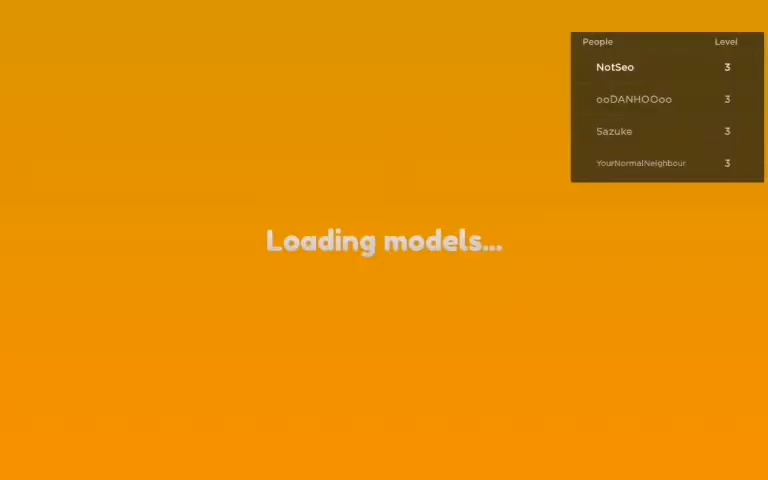 People Level
NotSeo 3
ooDANHOOoo 3
Sazuke 3
YourNormalNeighbour 3
Loading models...